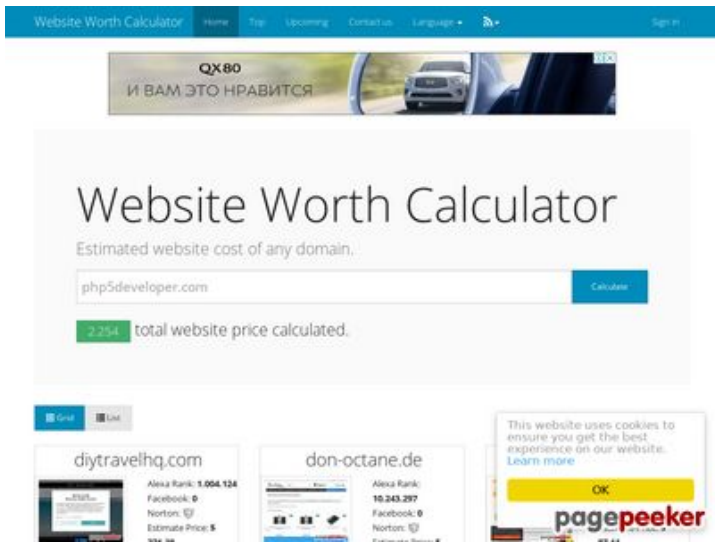 Website Worth Calculator Home Top Upcoming Contact us Language Sign in
QX80
И ВАМ ЭТО НРАВИТСЯ
Website Worth Calculator
Estimated website cost of any domain.
php5developer.com Calculate
2.254 total website price calculated.
Grid List
diytravelhq.com
Alexa Rank: 1.004.124
Facebook: 0
Norton:
Estimate Price: $
don-octane.de
Alexa Rank:
10.243.297
Facebook: 0
Norton:
This website uses cookies to
ensure you get the best
experience on our website.
Learn more
OK
pagepeeker